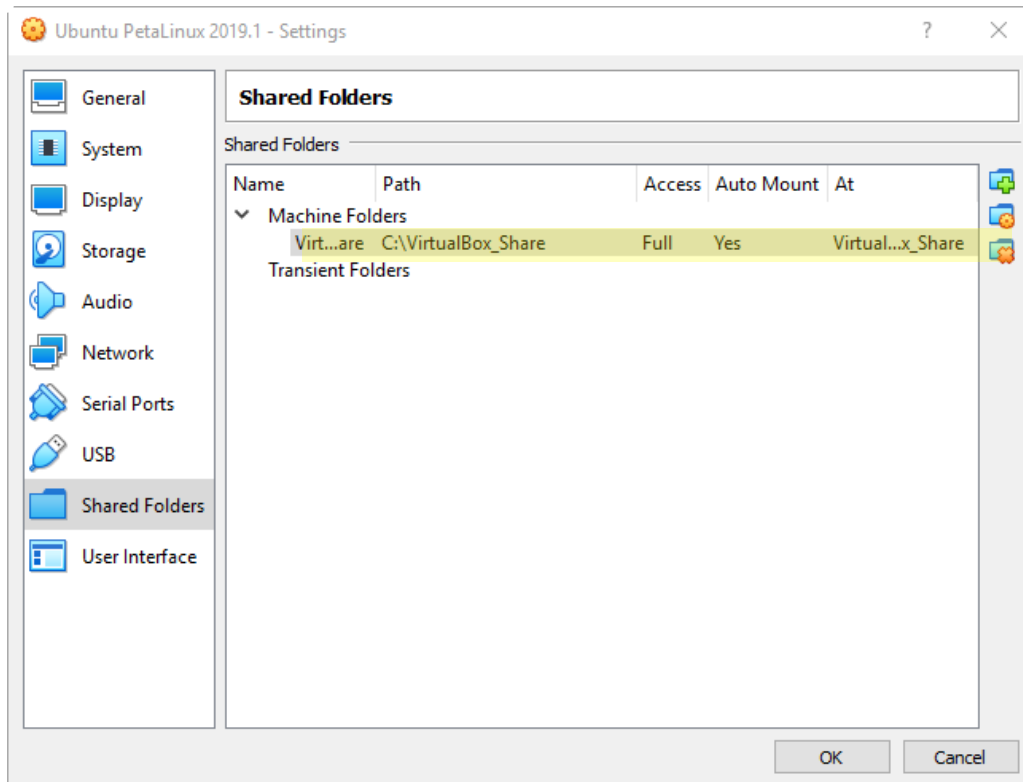 Ubuntu PetaLinux 2019.1 - Settings ?
General
System
Display
Storage
Audio
Network
Serial Ports
USB
Shared Folders
User Interface
Shared Folders
Shared Folders
Name Path Access Auto Mount At
Machine Folders
Virt...are C:\VirtualBox_Share Full Yes Virtual...x_Share
Transient Folders
OK Cancel